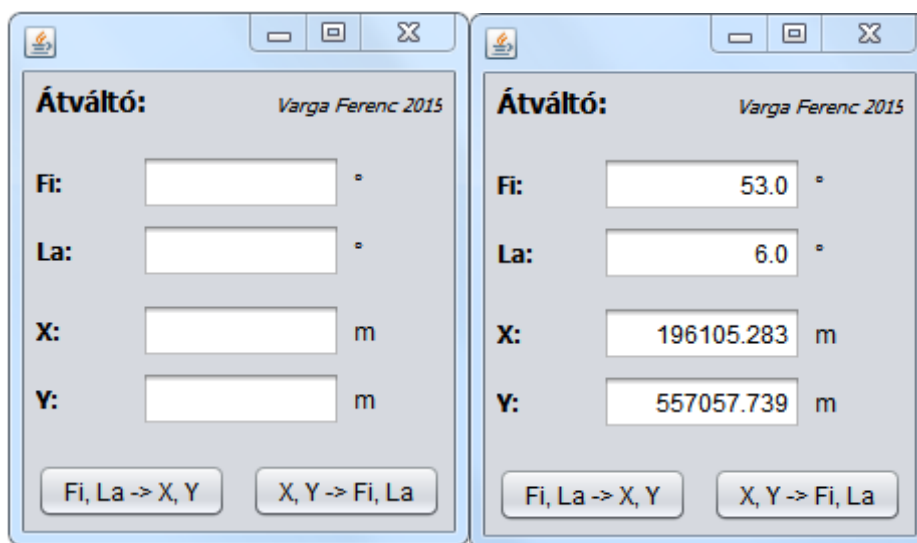 Átváltó: Varga Ferenc 2015
Fi: °
La: °
X: m
Y: m
Fi, La -> X, Y X, Y -> Fi, La
Átváltó: Varga Ferenc 2015
Fi: 53.0 °
La: 6.0 °
X: 196105.283 m
Y: 557057.739 m
Fi, La -> X, Y X, Y -> Fi, La